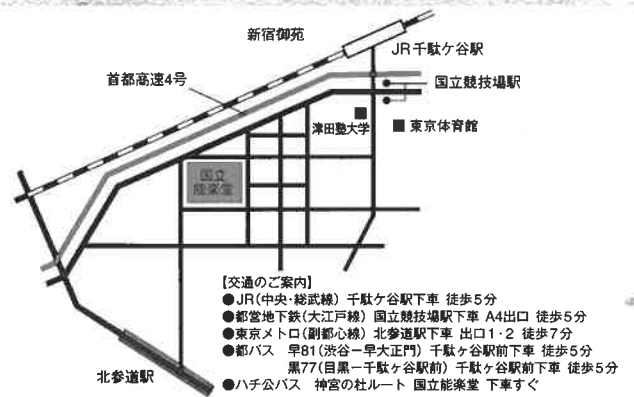 新宿御苑
JR千駄ケ谷駅
首都高速4号
国立競技場駅
津田塾大学
■東京体育館
国立
能楽堂
北参道駅
【交通のご案内】
●JR(中央・総武線) 千駄ケ谷駅下車 徒歩5分
●都営地下鉄(大江戸線) 国立競技場駅下車 A4出口 徒歩5分
●東京メトロ(副都心線) 北参道駅下車 出口1・2 徒歩7分
●都バス 早81(渋谷ー早大正門) 千駄ヶ谷駅前下車 徒歩5分
黒77(目黒ー千駄ヶ谷駅前) 千駄ヶ谷駅前下車 徒歩5分
●ハチ公バス 神宮の杜ルート 国立能楽堂 下車すぐ